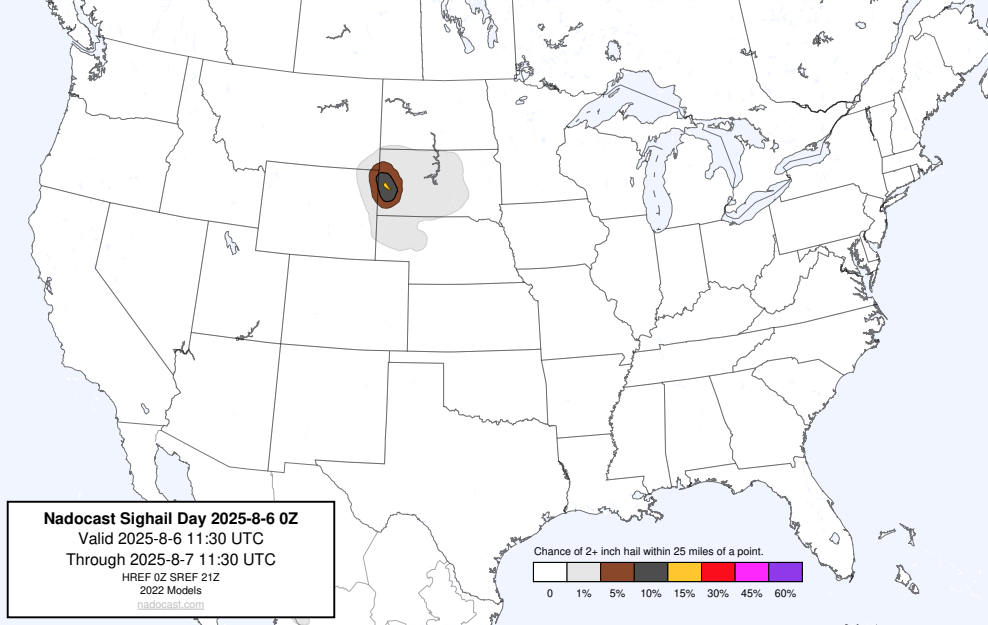 Nadocast Sighail Day 2025-8-6 0Z
Valid 2025-8-6 11:30 UTC
Through 2025-8-7 11:30 UTC
HREF 0Z SREF 21Z
2022 Models
nadocast.com
Chance of 2+ inch hail within 25 miles of a point.
0 1% 5% 10% 15% 30% 45% 60%